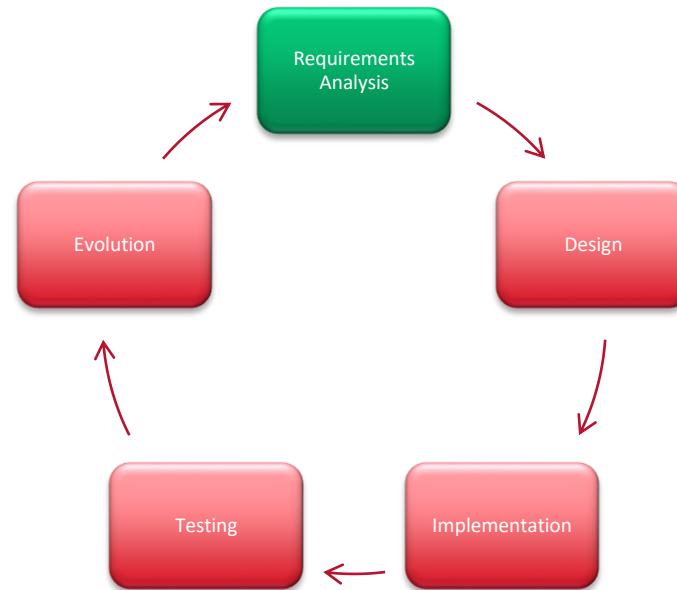 Requirements
Analysis
Evolution
Design
Testing
Implementation